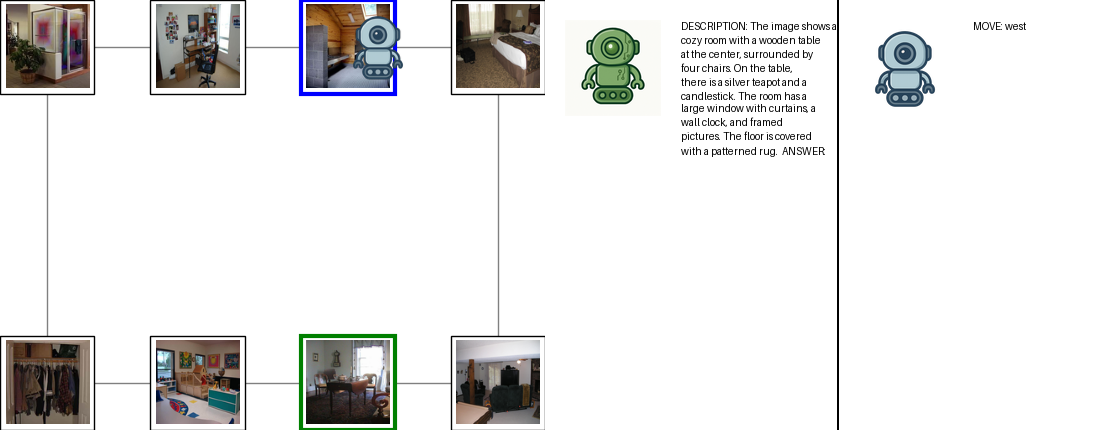 DESCRIPTION: The image shows a
cozy room with a wooden table
at the center, surrounded by
four chairs. On the table,
there is a silver teapot and a
candlestick. The room has a
large window with curtains, a
wall clock, and framed
pictures. The floor is covered
with a patterned rug.  ANSWER:
MOVE: west